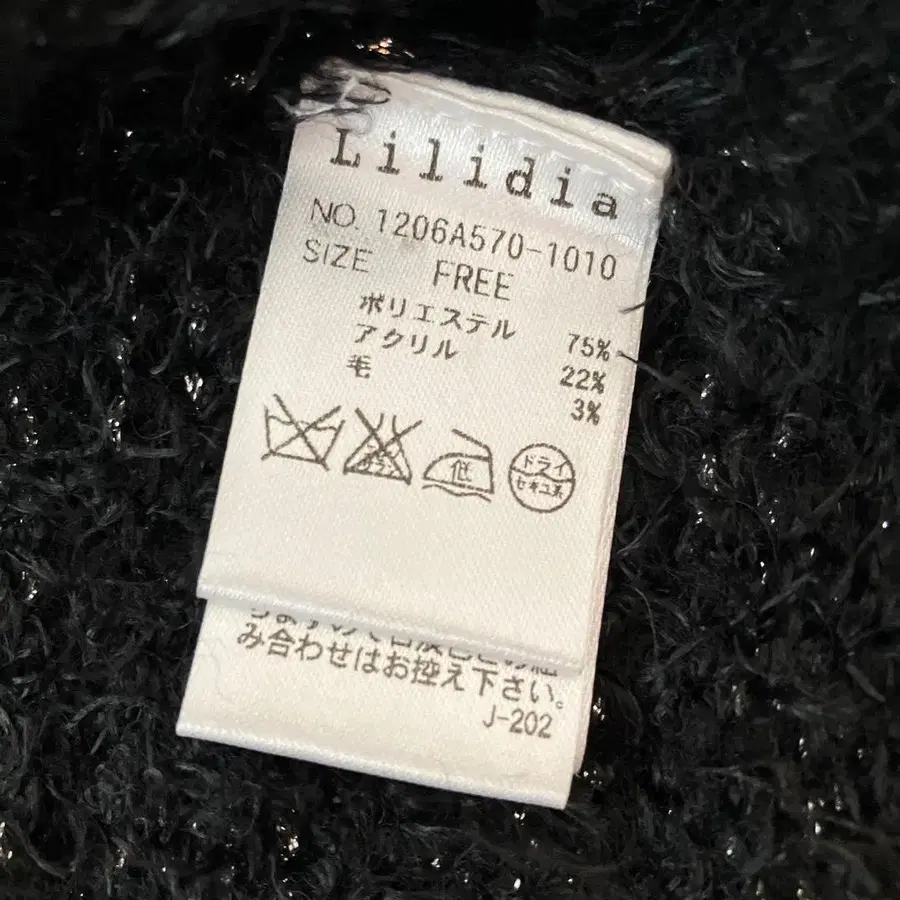 Lilidia
NO. 1206A570-1010
SIZE FREE
ポリエステル 75%
アクリル 22%
毛 3%
低
ドライ
セキユ系
み合わせはお控え下さい。
J-202